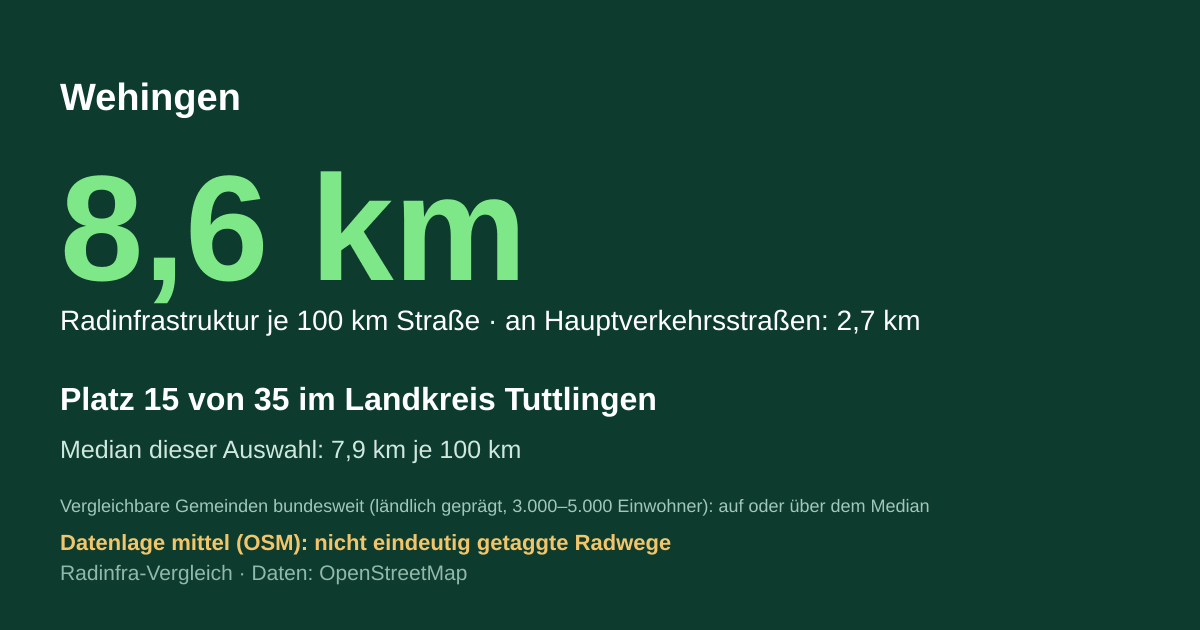 Wehingen
8,6 km
Radinfrastruktur je 100 km Straße · an Hauptverkehrsstraßen: 2,7 km
Platz 15 von 35 im Landkreis Tuttlingen
Median dieser Auswahl: 7,9 km je 100 km
Vergleichbare Gemeinden bundesweit (ländlich geprägt, 3.000–5.000 Einwohner): auf oder über dem Median
Datenlage mittel (OSM): nicht eindeutig getaggte Radwege
Radinfra-Vergleich · Daten: OpenStreetMap